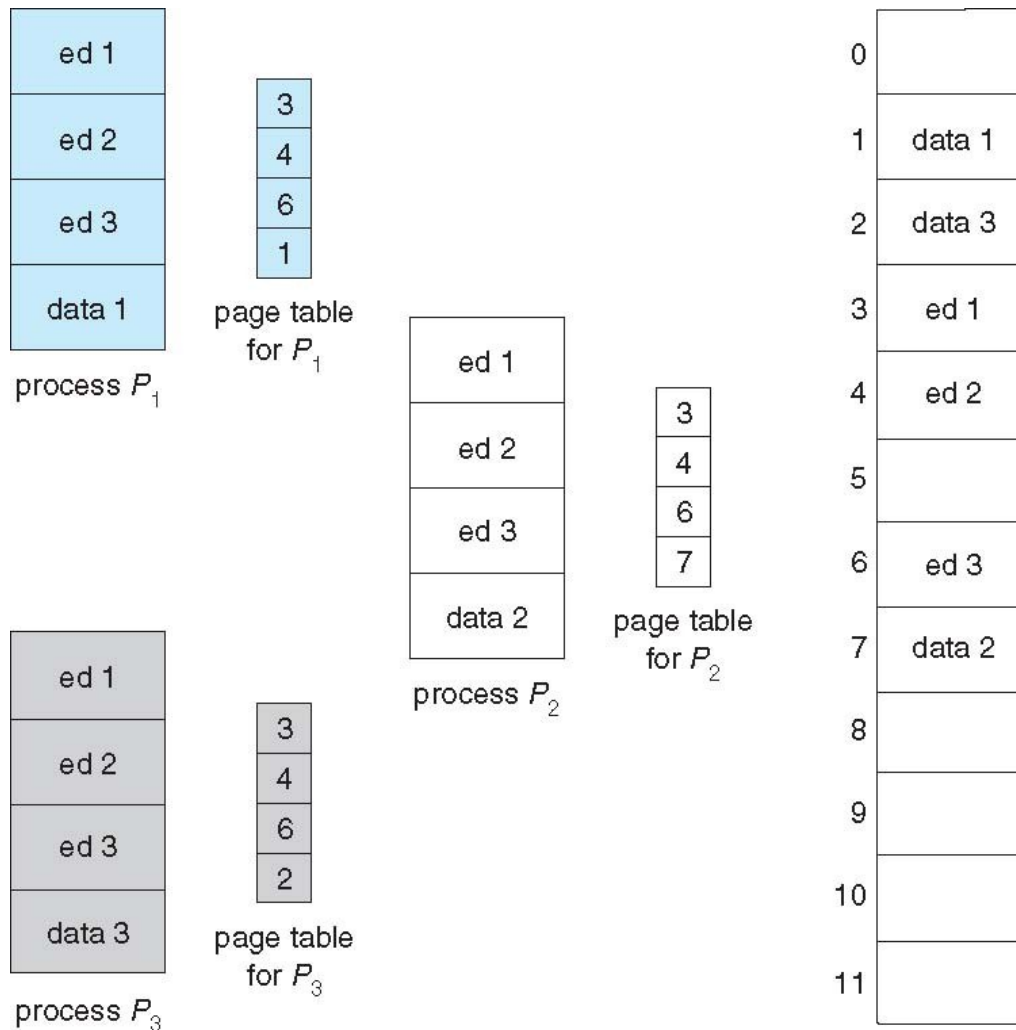 ed 1
ed 2
ed 3
data 1
process P1
3
4
6
1
page table
for P1
ed 1
ed 2
ed 3
data 2
process P2
3
4
6
7
page table
for P2
ed 1
ed 2
ed 3
data 3
process P3
3
4
6
2
page table
for P3
0
1 data 1
2 data 3
3 ed 1
4 ed 2
5
6 ed 3
7 data 2
8
9
10
11